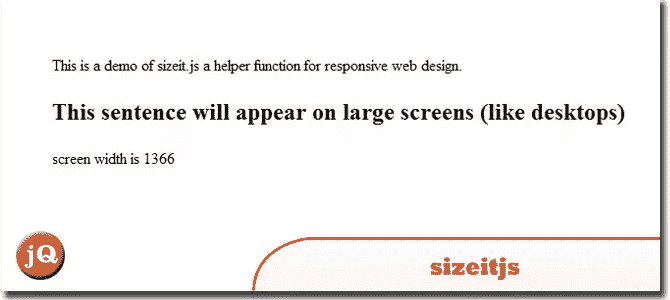 This is a demo of sizeit.js a helper function for responsive web design.
This sentence will appear on large screens (like desktops)
screen width is 1366
jQ
sizeitjs